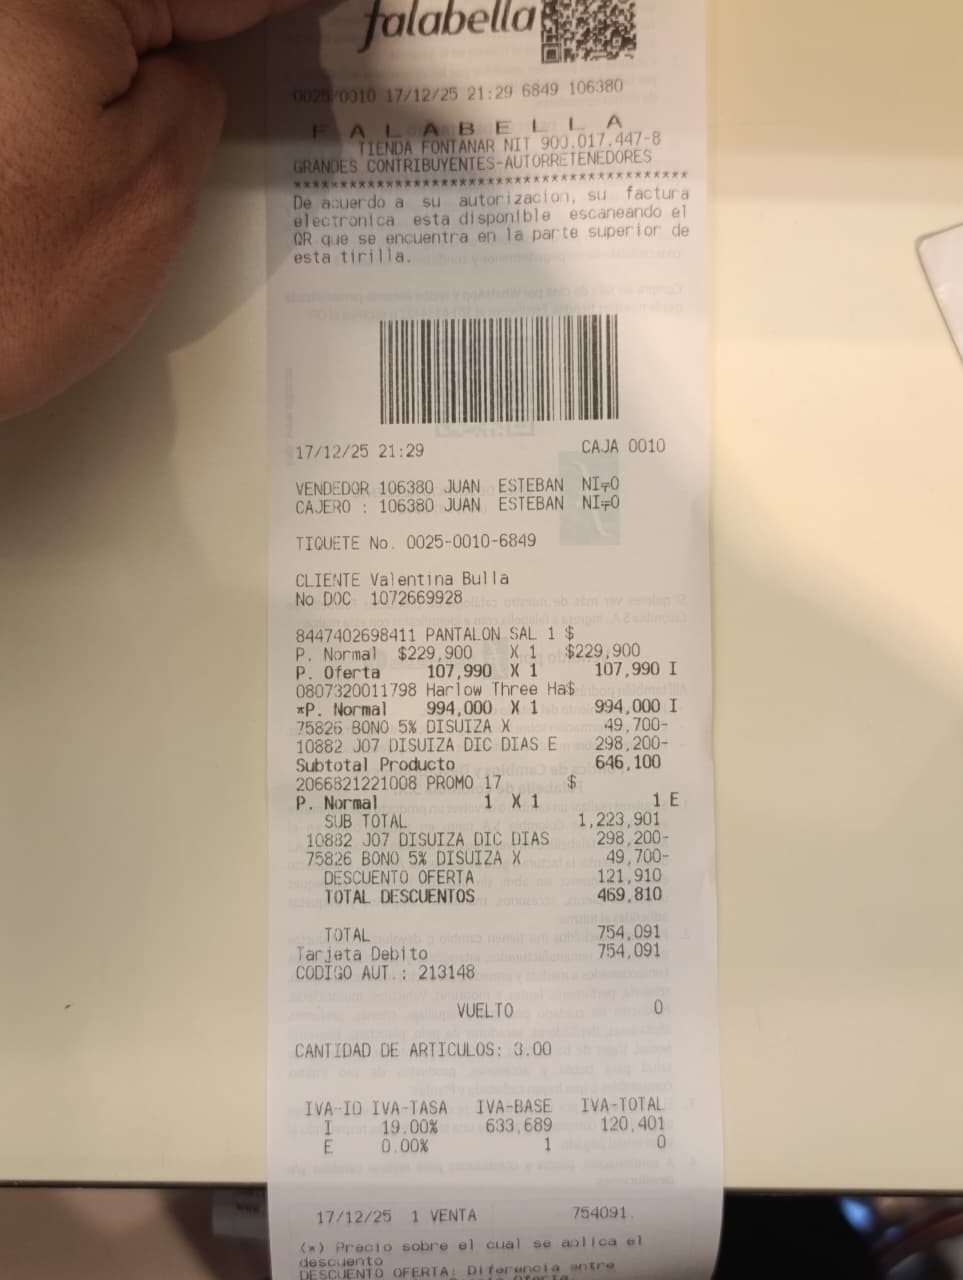 falabella
0025/0010 17/12/25 21:29 6849 106380
F A L A B E L L A
TIENDA FONTANAR NIT 900.017.447-8
GRANDES CONTRIBUYENTES-AUTORRETENEDORES
******************************************
De acuerdo a su autorizacion, su factura
electronica esta disponible escaneando el
QR que se encuentra en la parte superior de
esta tirilla.
17/12/25 21:29 CAJA 0010
VENDEDOR 106380 JUAN ESTEBAN NI╤O
CAJERO : 106380 JUAN ESTEBAN NI╤O
TIQUETE No. 0025-0010-6849
CLIENTE Valentina Bulla
No DOC 1072669928
8447402698411 PANTALON SAL 1 $
P. Normal $229,900 X 1 $229,900
P. Oferta 107,990 X 1 107,990 I
0807320011798 Harlow Three Ha$
*P. Normal 994,000 X 1 994,000 I
75826 BONO 5% DISUIZA X 49,700-
10882 J07 DISUIZA DIC DIAS E 298,200-
Subtotal Producto 646,100
2066821221008 PROMO 17 $
P. Normal 1 X 1 1 E
SUB TOTAL 1,223,901
10882 J07 DISUIZA DIC DIAS 298,200-
75826 BONO 5% DISUIZA X 49,700-
DESCUENTO OFERTA 121,910
TOTAL DESCUENTOS 469,810
TOTAL 754,091
Tarjeta Debito 754,091
CODIGO AUT.: 213148
VUELTO 0
CANTIDAD DE ARTICULOS: 3.00
IVA-ID IVA-TASA IVA-BASE IVA-TOTAL
I 19.00% 633,689 120,401
E 0.00% 1 0
17/12/25 1 VENTA 754091.
(*) Precio sobre el cual se aplica el
descuento
DESCUENTO OFERTA: Diferencia entre